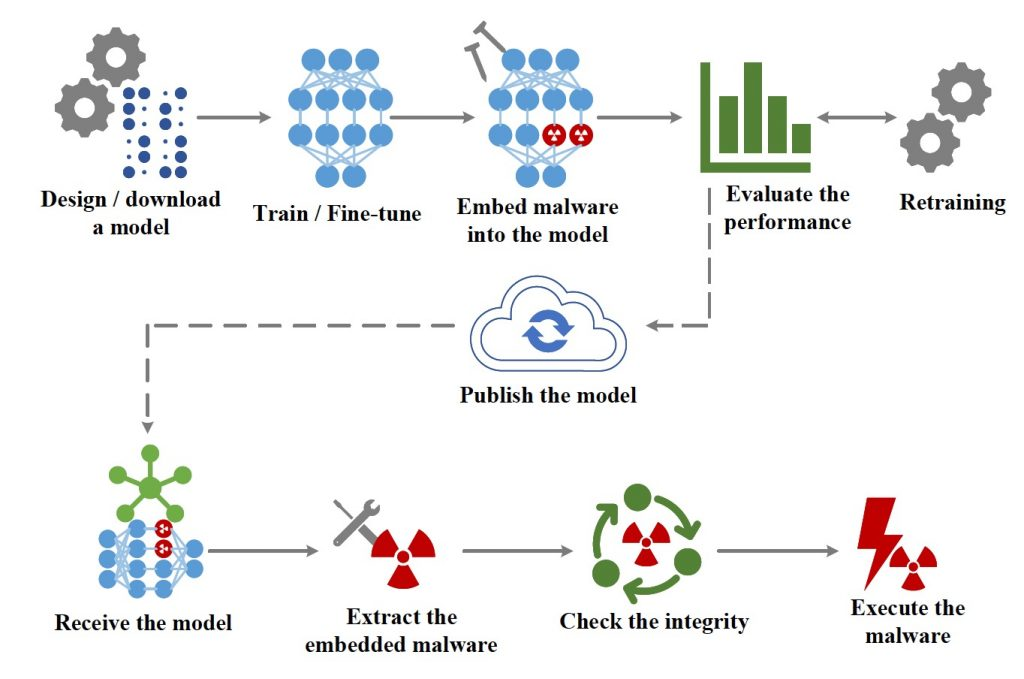 Design / download
a model
Train / Fine-tune
Embed malware
into the model
Evaluate the
performance
Retraining
Publish the model
Receive the model
Extract the
embedded malware
Check the integrity
Execute the
malware